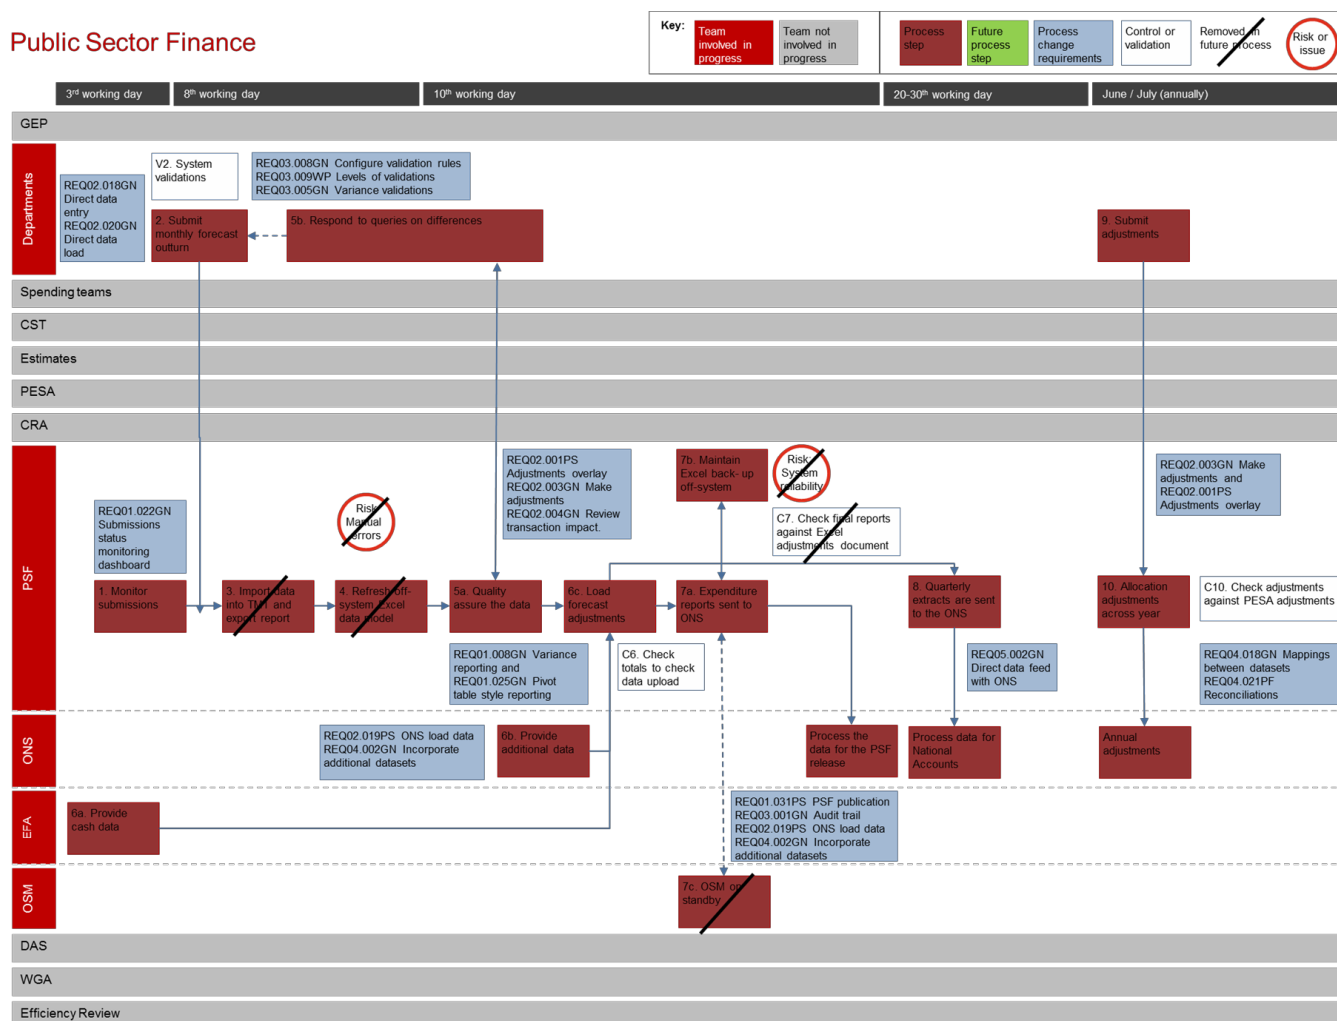 Public Sector Finance
Key:
Team
involved in
progress
Team not
involved in
progress
Process
step
Future
process
step
Process
change
requirements
Control or
validation
Removed in
future process
Risk or
issue
3rd working day
8th working day
10th working day
20-30th working day
June / July (annually)
GEP
Departments
REQ02.018GN
Direct data
entry
REQ02.020GN
Direct data
load
V2. System
validations
REQ03.008GN Configure validation rules
REQ03.009WP Levels of validations
REQ03.005GN Variance validations
2. Submit
monthly forecast
outturn
5b. Respond to queries on differences
9. Submit
adjustments
Spending teams
CST
Estimates
PESA
CRA
PSF
REQ01.022GN
Submissions
status
monitoring
dashboard
Risk:
Manual
errors
REQ02.001PS
Adjustments overlay
REQ02.003GN Make
adjustments
REQ02.004GN Review
transaction impact.
7b. Maintain
Excel back- up
off-system
Risk:
System
reliability
C7. Check final reports
against Excel
adjustments document
REQ02.003GN Make
adjustments and
REQ02.001PS
Adjustments overlay
1. Monitor
submissions
3. Import data
into TM1 and
export report
4. Refresh off-
system Excel
data model
5a. Quality
assure the data
6c. Load
forecast
adjustments
7a. Expenditure
reports sent to
ONS
8. Quarterly
extracts are sent
to the ONS
10. Allocation
adjustments
across year
C10. Check adjustments
against PESA adjustments
REQ01.008GN Variance
reporting and
REQ01.025GN Pivot
table style reporting
C6. Check
totals to check
data upload
REQ05.002GN
Direct data feed
with ONS
REQ04.018GN Mappings
between datasets
REQ04.021PF
Reconciliations
ONS
REQ02.019PS ONS load data
REQ04.002GN Incorporate
additional datasets
6b. Provide
additional data
Process the
data for the PSF
release
Process data for
National
Accounts
Annual
adjustments
EFA
6a. Provide
cash data
REQ01.031PS PSF publication
REQ03.001GN Audit trail
REQ02.019PS ONS load data
REQ04.002GN Incorporate
additional datasets
OSM
7c. OSM on
standby
DAS
WGA
Efficiency Review